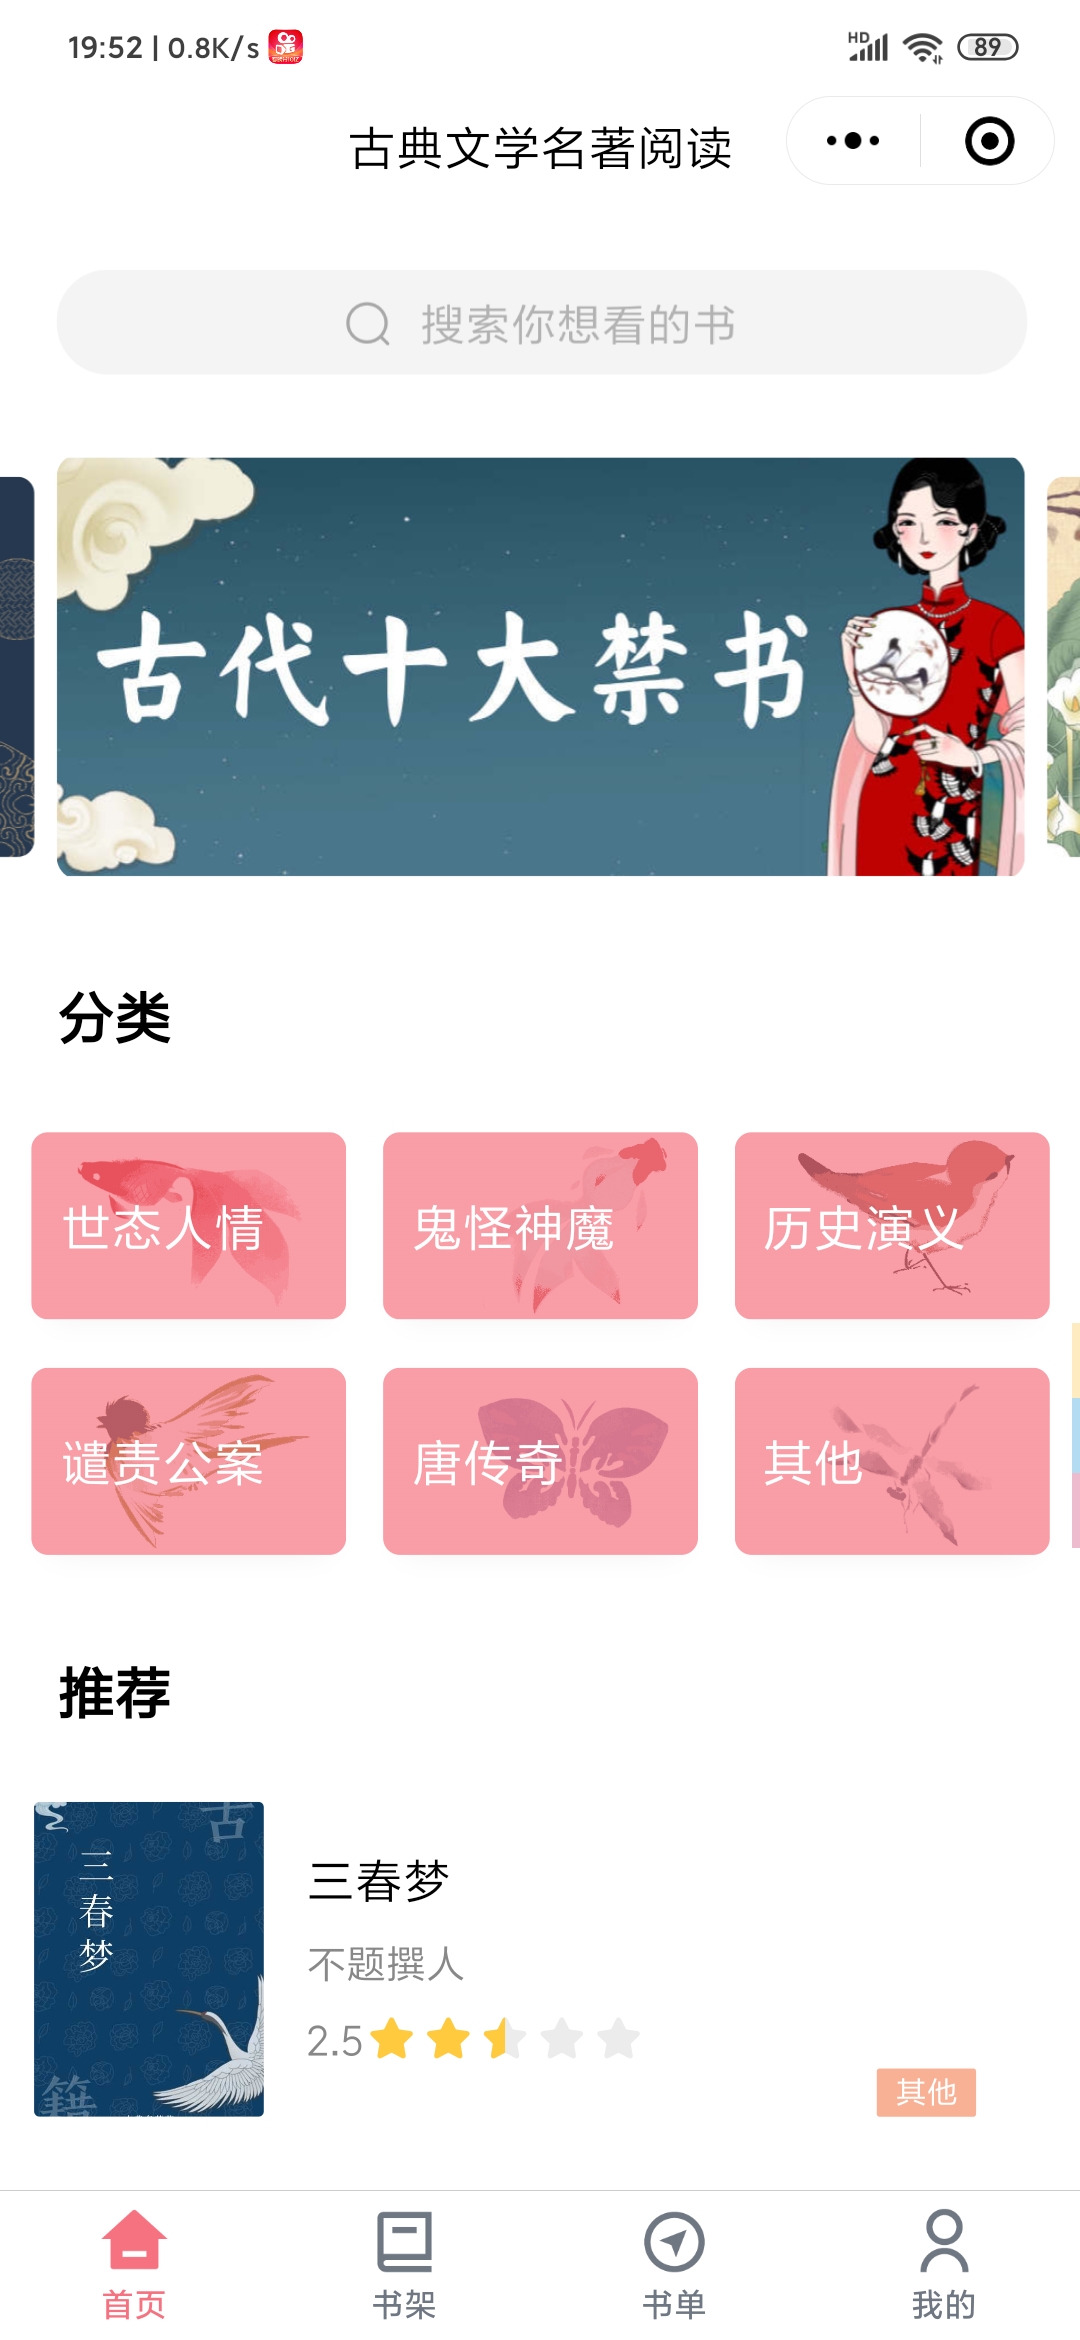 19:52 | 0.8K/s
HD
89
古典文学名著阅读
搜索你想看的书
古代十大禁书
分类
世态人情
鬼怪神魔
历史演义
谴责公案
唐传奇
其他
推荐
古
三春梦
籍
三春梦
不题撰人
2.5
其他
首页
书架
书单
我的